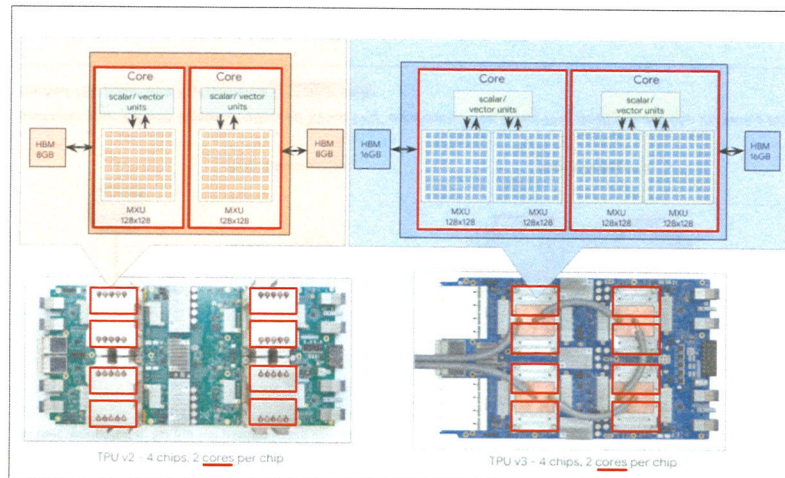 Core
Core
scalar/ vector
units
scalar/ vector
units
HBM
8GB
HBM
8GB
MXU
128x128
MXU
128x128
Core
Core
scalar/
vector units
scalar/
vector units
HBM
16GB
HBM
16GB
MXU
128x128
MXU
128x128
MXU
128x128
MXU
128x128
TPU v2 - 4 chips, 2 cores per chip
TPU v3 - 4 chips, 2 cores per chip